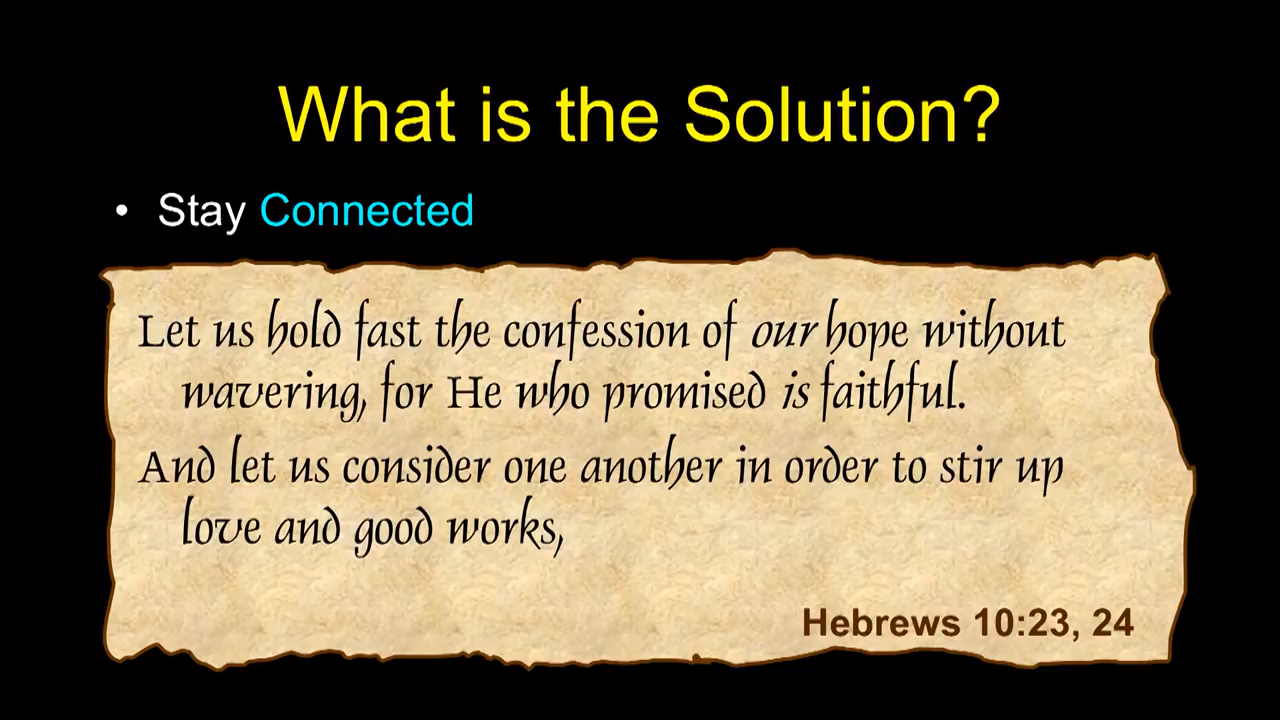 What is the Solution?
• Stay Connected
Let us hold fast the confession of our hope without
wavering, for He who promised is faithful.
And let us consider one another in order to stir up
love and good works,
Hebrews 10:23, 24